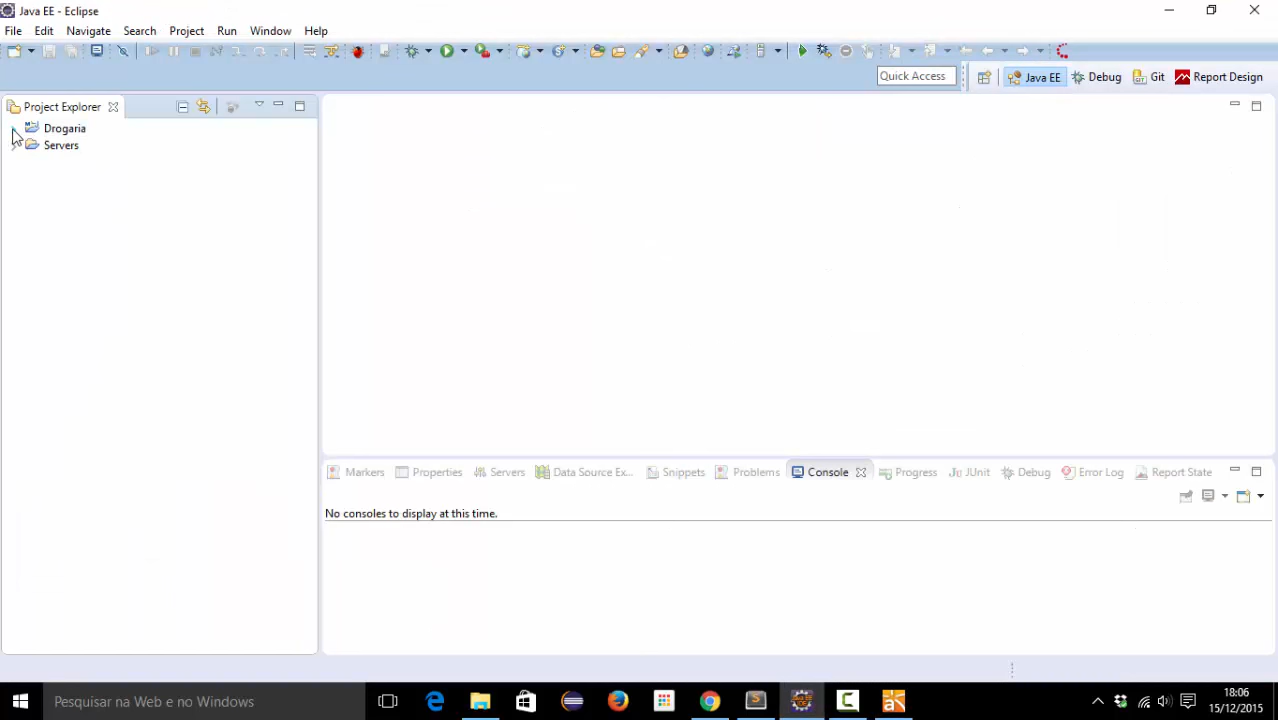 Java EE - Eclipse
File Edit Navigate Search Project Run Window Help
Quick Access Java EE Debug Git Report Design
Project Explorer
Drogaria
Servers
Markers Properties Servers Data Source Ex... Snippets Problems Console Progress JUnit Debug Error Log Report State
No consoles to display at this time.
Pesquisar na Web e no Windows
18:06
15/12/2015